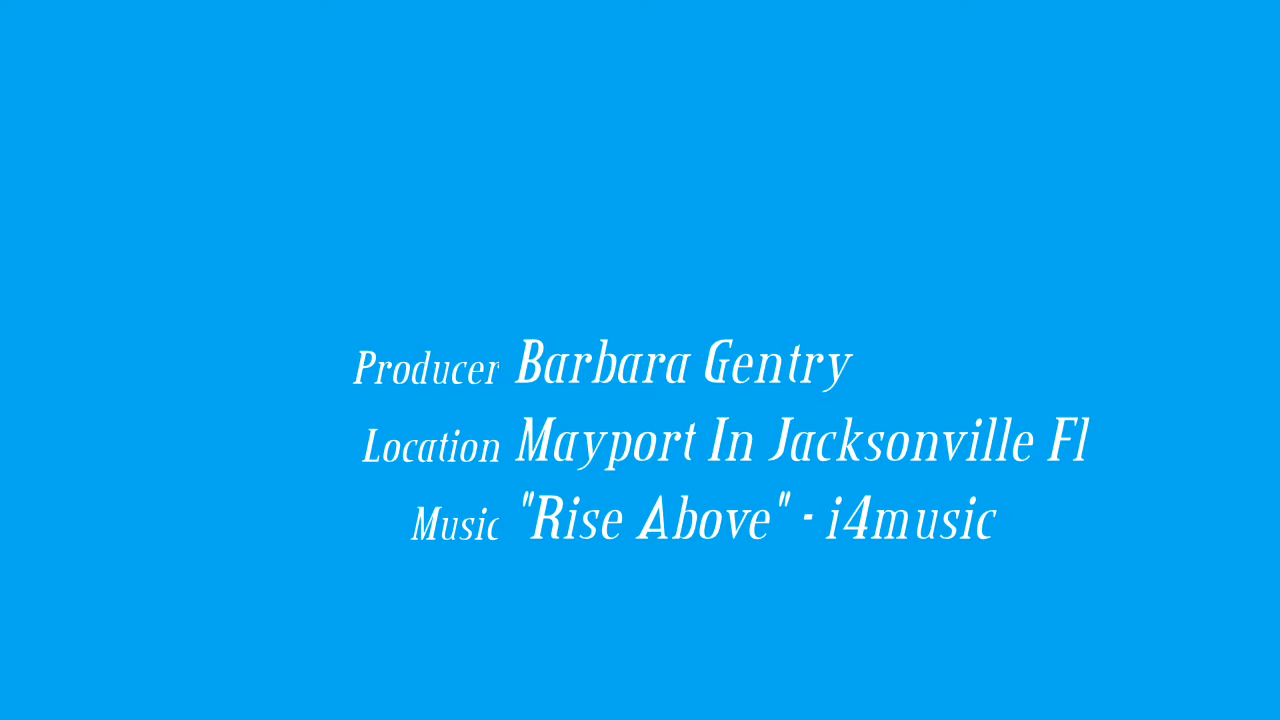 Producer Barbara Gentry
Location Mayport In Jacksonville Fl
Music "Rise Above" - i4music